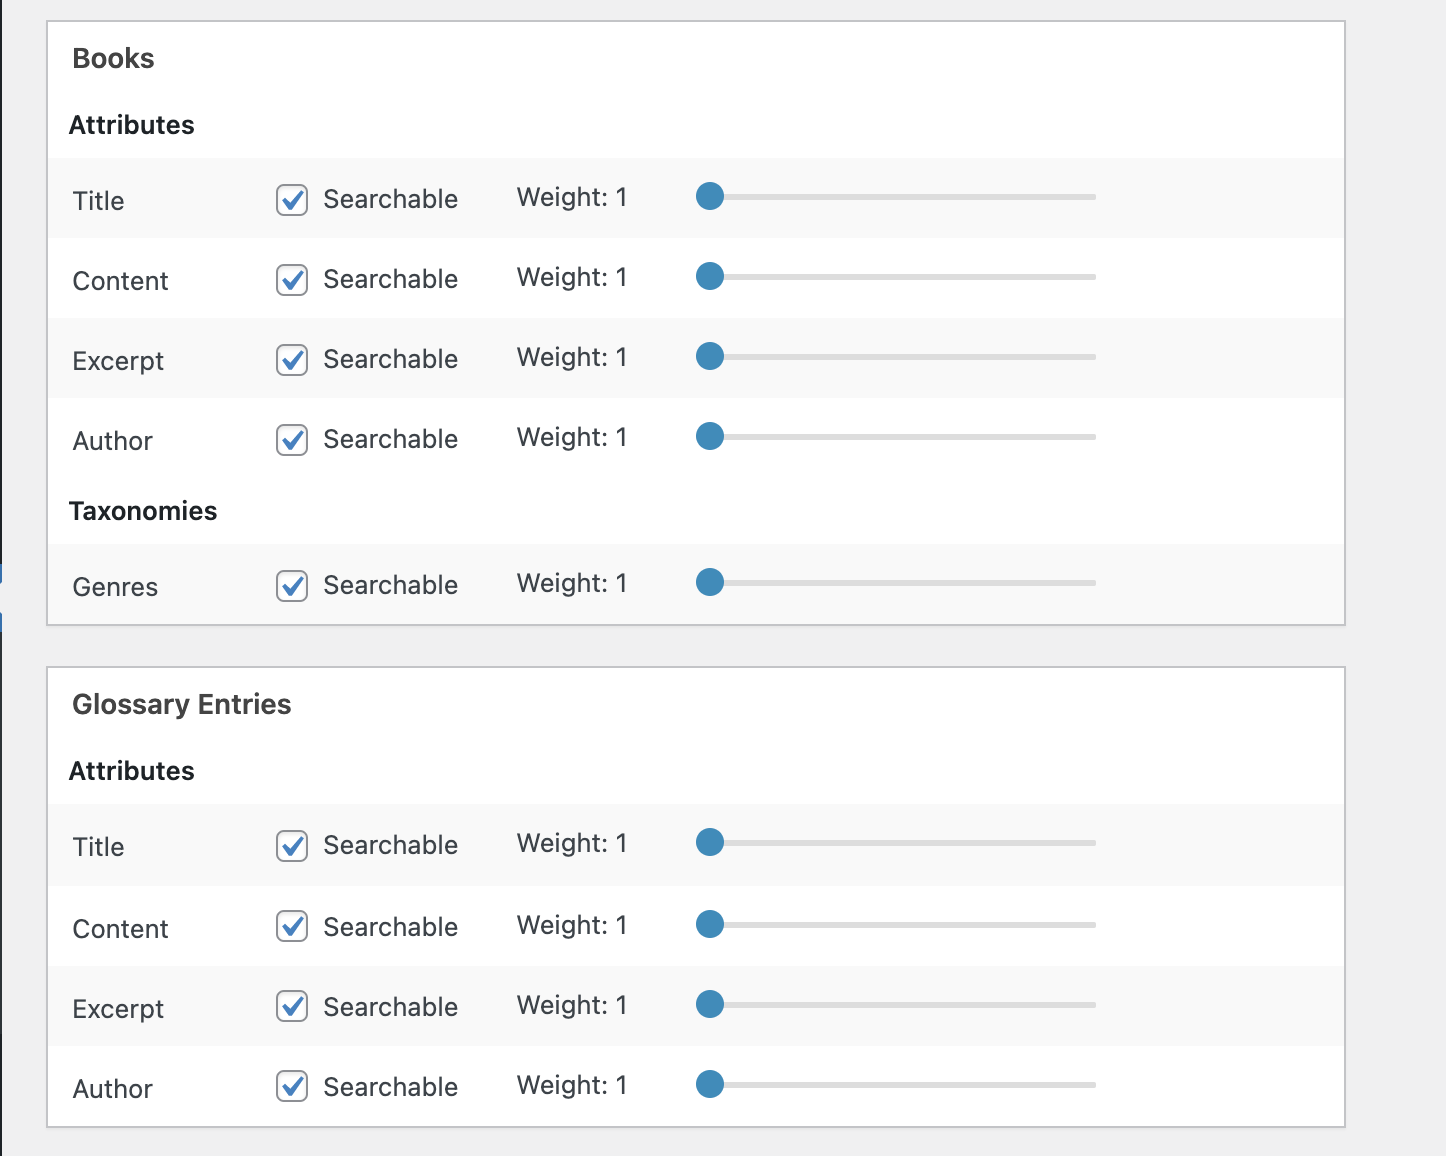 Books
Attributes
Title Searchable Weight: 1
Content Searchable Weight: 1
Excerpt Searchable Weight: 1
Author Searchable Weight: 1
Taxonomies
Genres Searchable Weight: 1
Glossary Entries
Attributes
Title Searchable Weight: 1
Content Searchable Weight: 1
Excerpt Searchable Weight: 1
Author Searchable Weight: 1